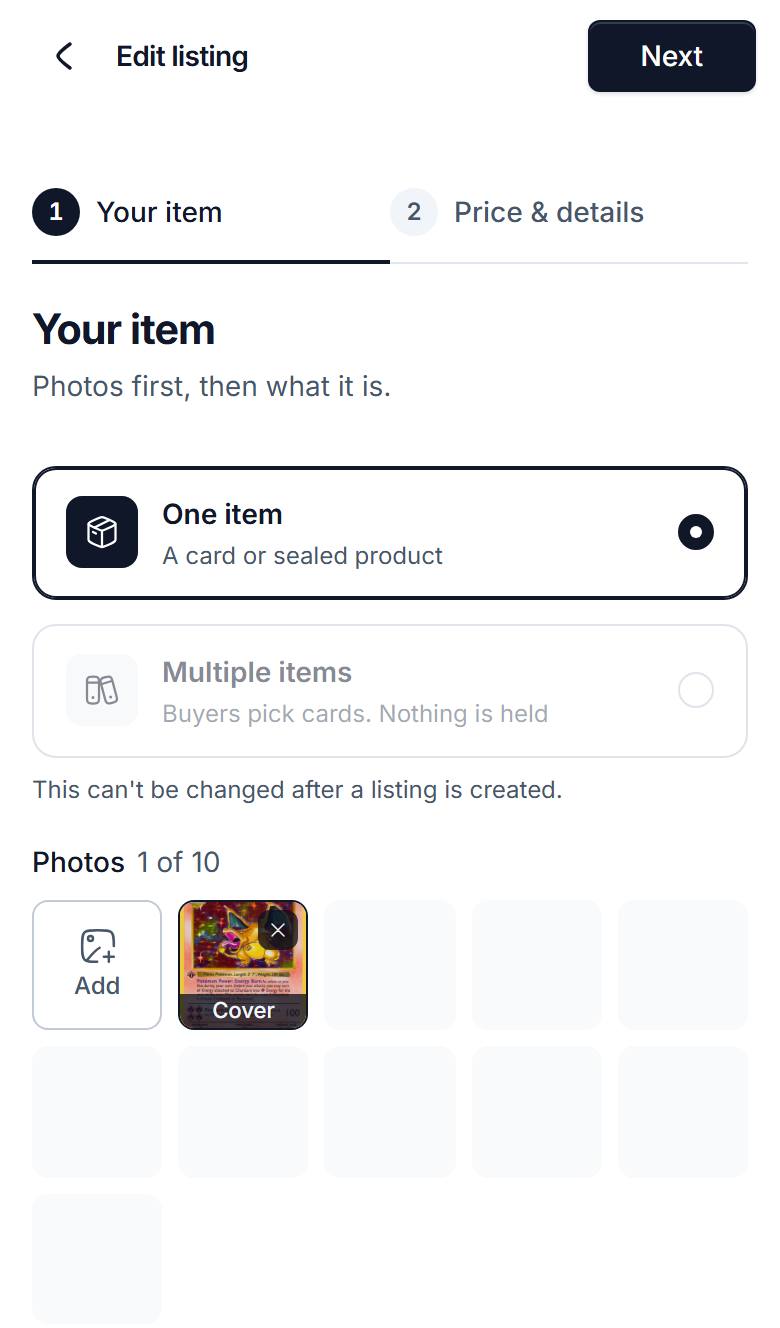 Edit listing
Next
1 Your item
2 Price & details
Your item
Photos first, then what it is.
One item
A card or sealed product
Multiple items
Buyers pick cards. Nothing is held
This can't be changed after a listing is created.
Photos 1 of 10
Add
Cover